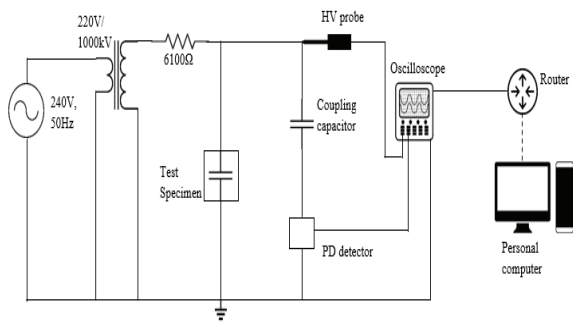 220V/
1000kV
6100Ω
HV probe
Oscilloscope
Router
240V,
50Hz
Coupling
capacitor
Test
Specimen
PD detector
Personal
computer